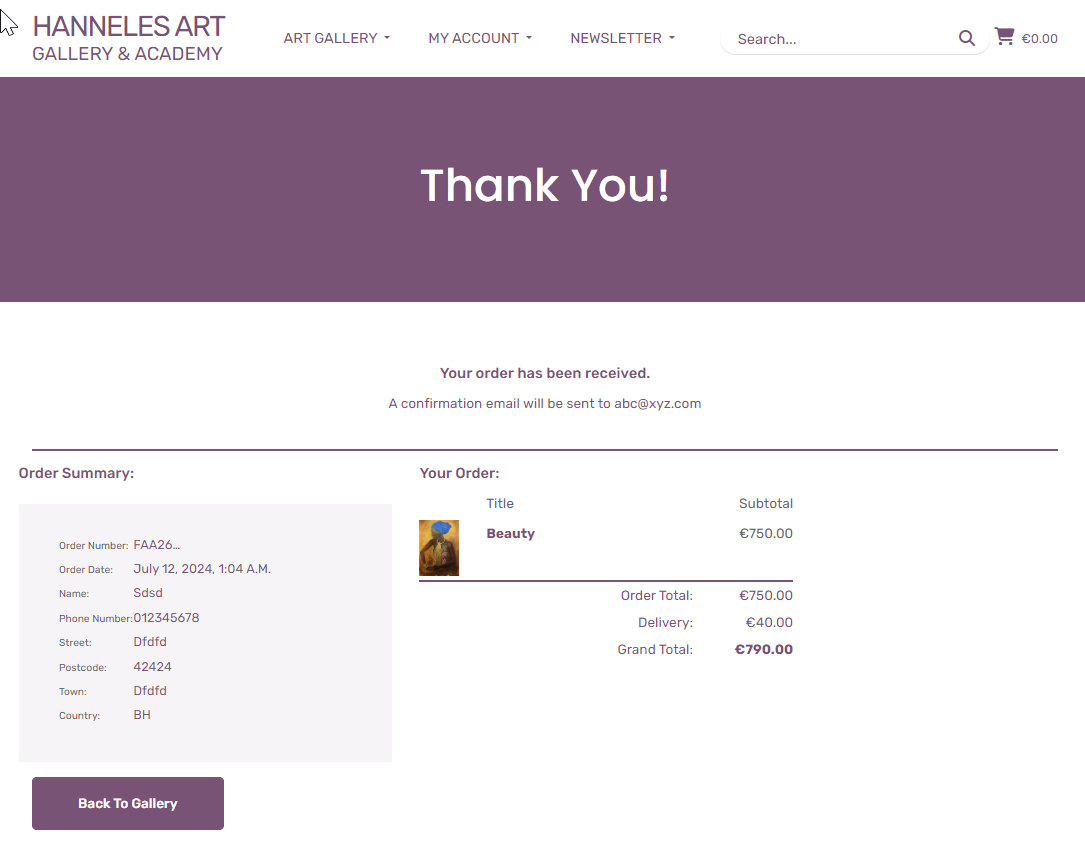 HANNELES ART
GALLERY & ACADEMY
ART GALLERY
MY ACCOUNT
NEWSLETTER
Search...
€0.00
Thank You!
Your order has been received.
A confirmation email will be sent to abc@xyz.com
Order Summary:
Order Number: FAA26...
Order Date: July 12, 2024, 1:04 A.M.
Name: Sdsd
Phone Number:012345678
Street: Dfdfd
Postcode: 42424
Town: Dfdfd
Country: BH
Your Order:
Title Subtotal
Beauty €750.00
Order Total: €750.00
Delivery: €40.00
Grand Total: €790.00
Back To Gallery